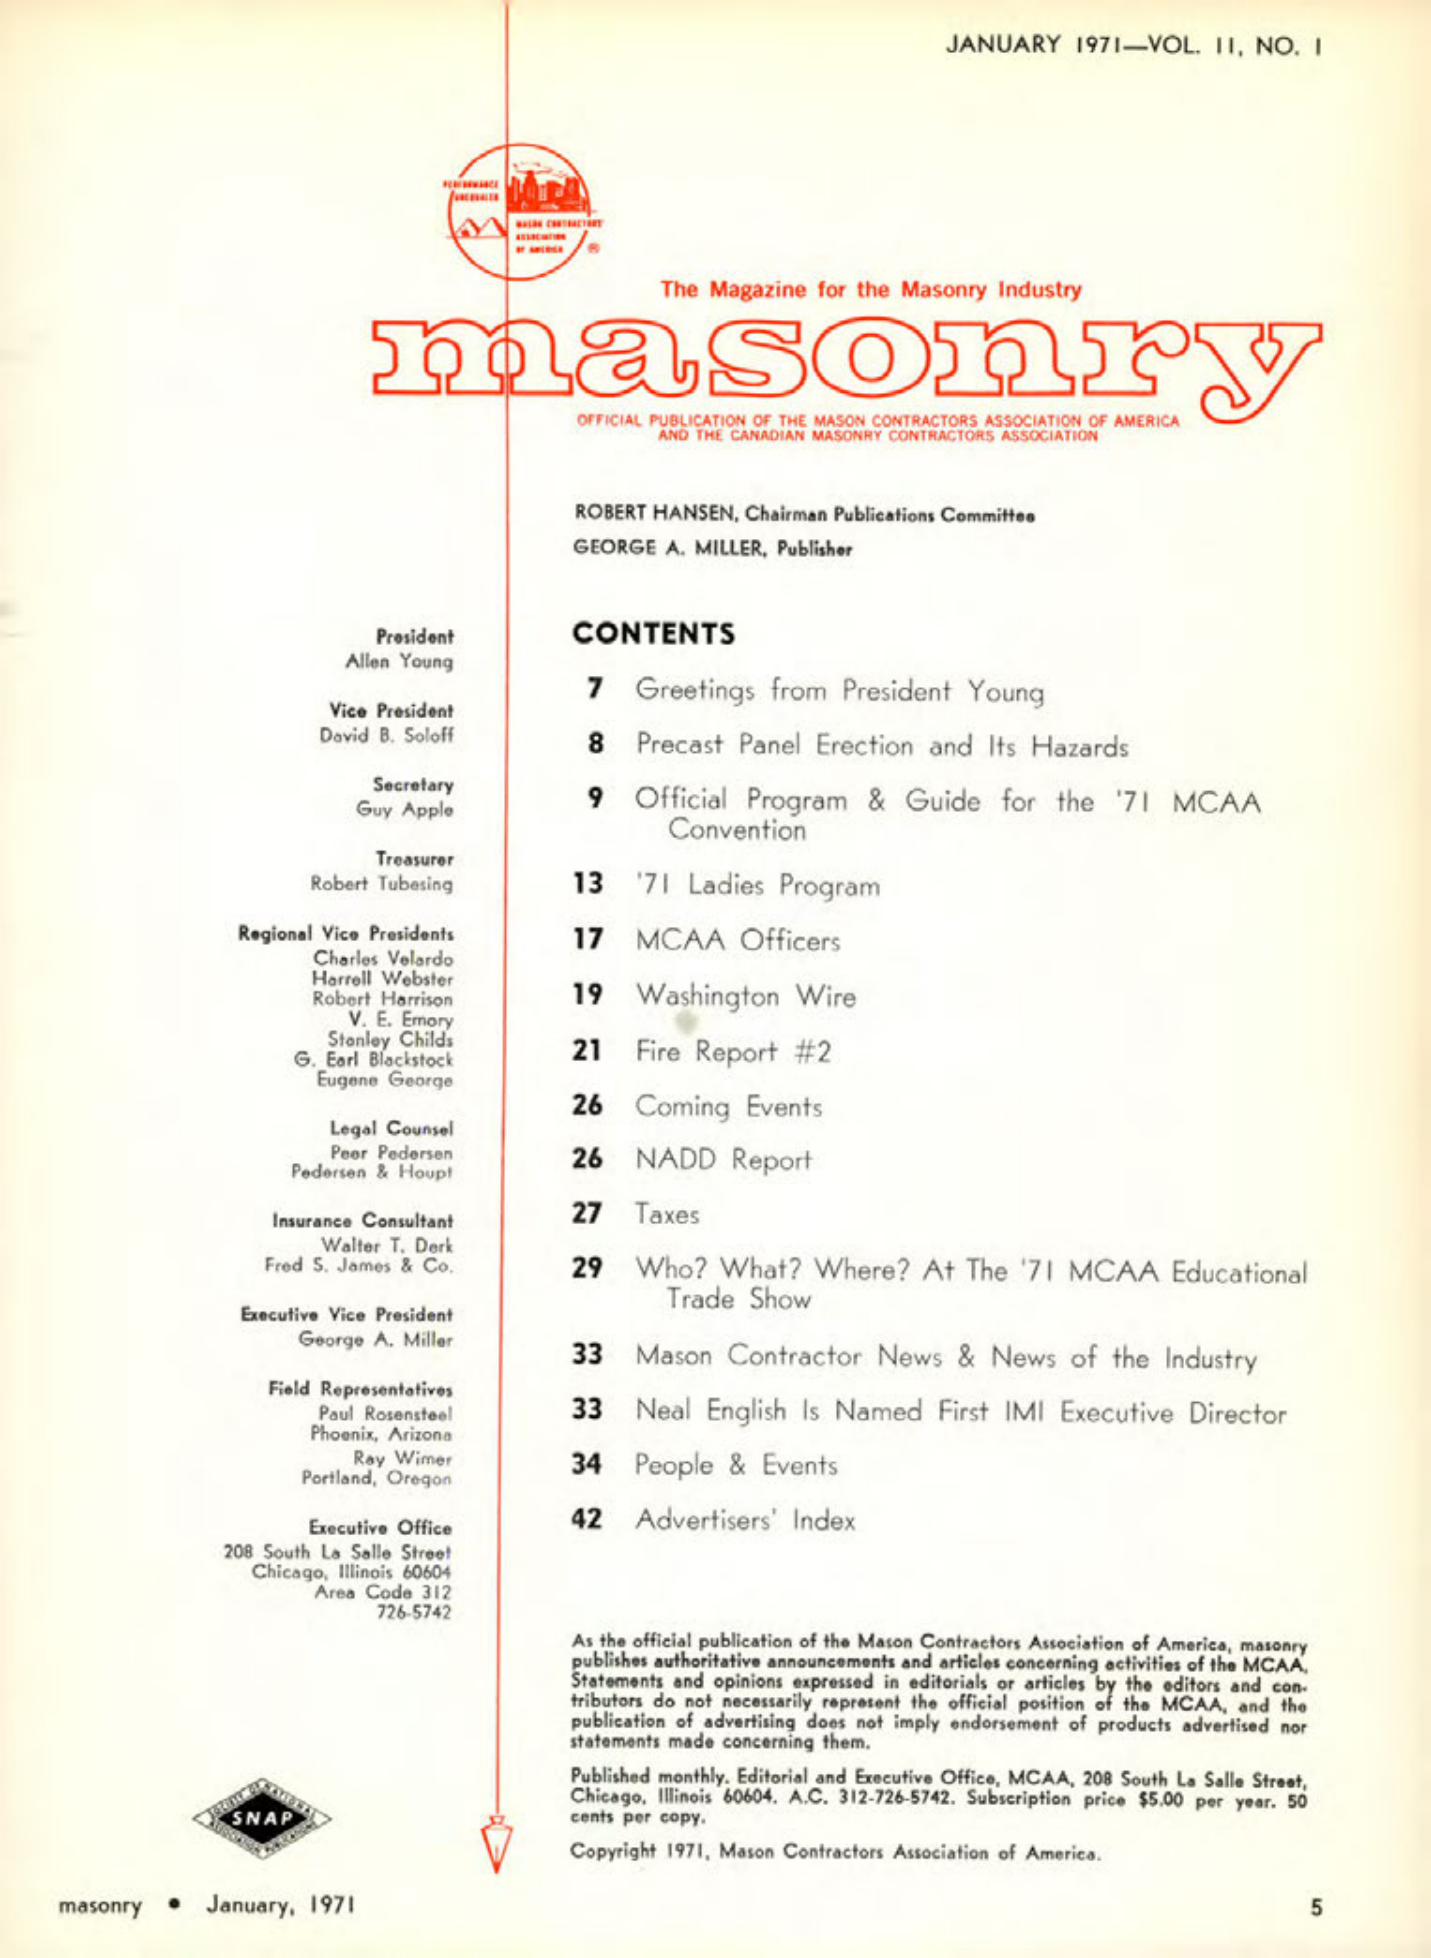 JANUARY 1971—VOL. 11, NO. 1
PERFORMANCE
UNEQUALED
MASON CONTRACTORS'
ASSOCIATION
OF AMERICA
®
The Magazine for the Masonry Industry
masonry
OFFICIAL PUBLICATION OF THE MASON CONTRACTORS ASSOCIATION OF AMERICA
AND THE CANADIAN MASONRY CONTRACTORS ASSOCIATION
ROBERT HANSEN, Chairman Publications Committee
GEORGE A. MILLER, Publisher
President
Allen Young
Vice President
David B. Soloff
Secretary
Guy Apple
Treasurer
Robert Tubesing
Regional Vice Presidents
Charles Velardo
Harrell Webster
Robert Harrison
V. E. Emory
Stanley Childs
G. Earl Blackstock
Eugene George
Legal Counsel
Peer Pedersen
Pedersen & Houpt
Insurance Consultant
Walter T. Derk
Fred S. James & Co.
Executive Vice President
George A. Miller
Field Representatives
Paul Rosensteel
Phoenix, Arizona
Ray Wimer
Portland, Oregon
Executive Office
208 South La Salle Street
Chicago, Illinois 60604
Area Code 312
726-5742
CONTENTS
7 Greetings from President Young
8 Precast Panel Erection and Its Hazards
9 Official Program & Guide for the '71 MCAA
Convention
13 '71 Ladies Program
17 MCAA Officers
19 Washington Wire
21 Fire Report #2
26 Coming Events
26 NADD Report
27 Taxes
29 Who? What? Where? At The '71 MCAA Educational
Trade Show
33 Mason Contractor News & News of the Industry
33 Neal English Is Named First IMI Executive Director
34 People & Events
42 Advertisers' Index
As the official publication of the Mason Contractors Association of America, masonry
publishes authoritative announcements and articles concerning activities of the MCAA.
Statements and opinions expressed in editorials or articles by the editors and con-
tributors do not necessarily represent the official position of the MCAA, and the
publication of advertising does not imply endorsement of products advertised nor
statements made concerning them.
Published monthly. Editorial and Executive Office, MCAA, 208 South La Salle Street,
Chicago, Illinois 60604. A.C. 312-726-5742. Subscription price $5.00 per year. 50
cents per copy.
Copyright 1971, Mason Contractors Association of America.
SOCIETY OF NATIONAL
SNAP
ASSOCIATION PUBLICATIONS
masonry • January, 1971
5